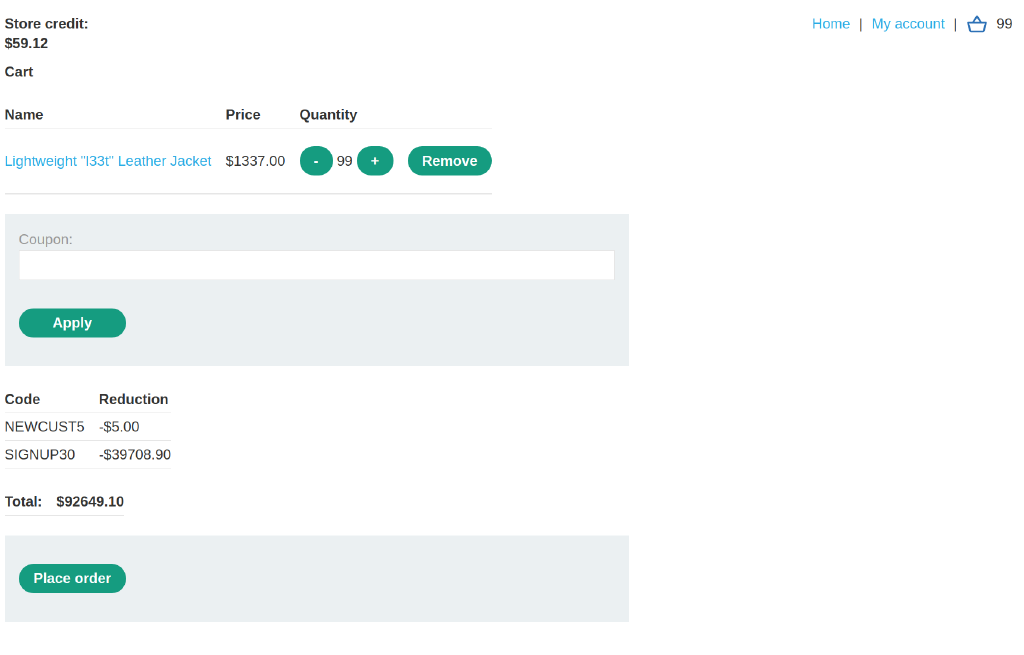 Store credit:
$59.12
Home | My account | 99
Cart
Name Price Quantity
Lightweight "l33t" Leather Jacket $1337.00 - 99 + Remove
Coupon:
Apply
Code Reduction
NEWCUST5 -$5.00
SIGNUP30 -$39708.90
Total: $92649.10
Place order